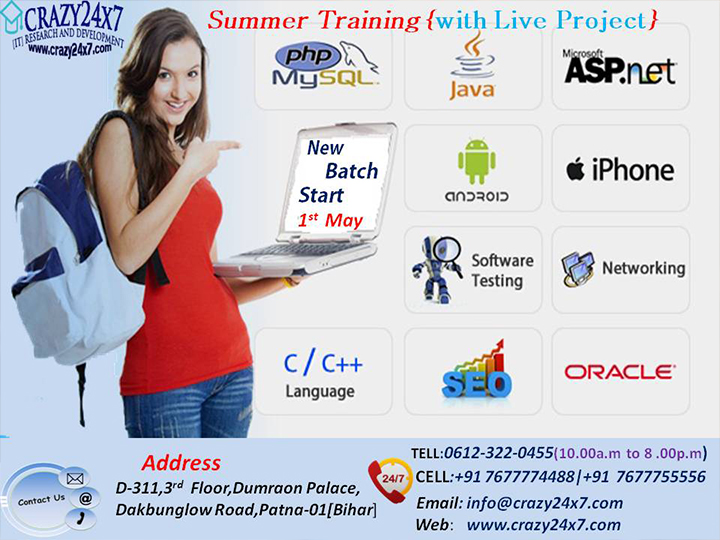 CRAZY24X7
[IT] RESEARCH AND DEVELOPMENT
www.crazy24x7.com
Summer Training {with Live Project}
php
MySQL
Java
Microsoft
ASP.net
New
Batch
Start
1st May
ANDROID
iPhone
Software
Testing
Networking
C / C++
Language
SEO
ORACLE
Contact Us
@
Address
D-311,3rd Floor,Dumraon Palace,
Dakbunglow Road,Patna-01[Bihar]
24/7
TELL:0612-322-0455(10.00a.m to 8 .00p.m)
CELL:+91 7677774488|+91 7677755556
Email: info@crazy24x7.com
Web: www.crazy24x7.com